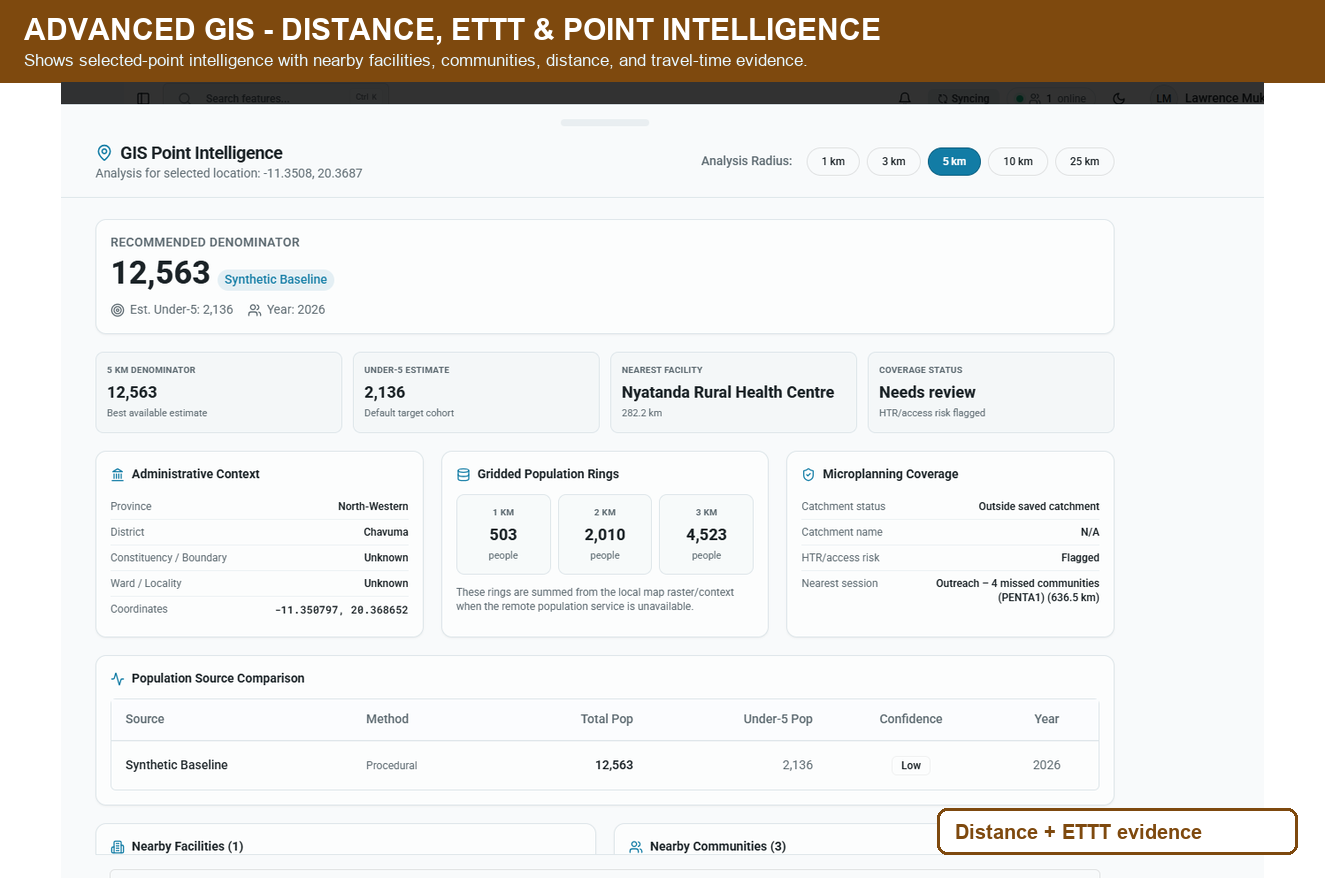 ADVANCED GIS - DISTANCE, ETTT & POINT INTELLIGENCE
Shows selected-point intelligence with nearby facilities, communities, distance, and travel-time evidence.
Search features...
Ctrl K
Syncing
1 online
LM
Lawrence Muk
GIS Point Intelligence
Analysis for selected location: -11.3508, 20.3687
Analysis Radius:
1 km
3 km
5 km
10 km
25 km
RECOMMENDED DENOMINATOR
12,563 Synthetic Baseline
Est. Under-5: 2,136
Year: 2026
5 KM DENOMINATOR
12,563
Best available estimate
UNDER-5 ESTIMATE
2,136
Default target cohort
NEAREST FACILITY
Nyatanda Rural Health Centre
282.2 km
COVERAGE STATUS
Needs review
HTR/access risk flagged
Administrative Context
Province North-Western
District Chavuma
Constituency / Boundary Unknown
Ward / Locality Unknown
Coordinates -11.350797, 20.368652
Gridded Population Rings
1 KM
503
people
2 KM
2,010
people
3 KM
4,523
people
These rings are summed from the local map raster/context
when the remote population service is unavailable.
Microplanning Coverage
Catchment status Outside saved catchment
Catchment name N/A
HTR/access risk Flagged
Nearest session Outreach – 4 missed communities
(PENTA1) (636.5 km)
Population Source Comparison
Source Method Total Pop Under-5 Pop Confidence Year
Synthetic Baseline Procedural 12,563 2,136 Low 2026
Nearby Facilities (1)
Nearby Communities (3)
Distance + ETTT evidence